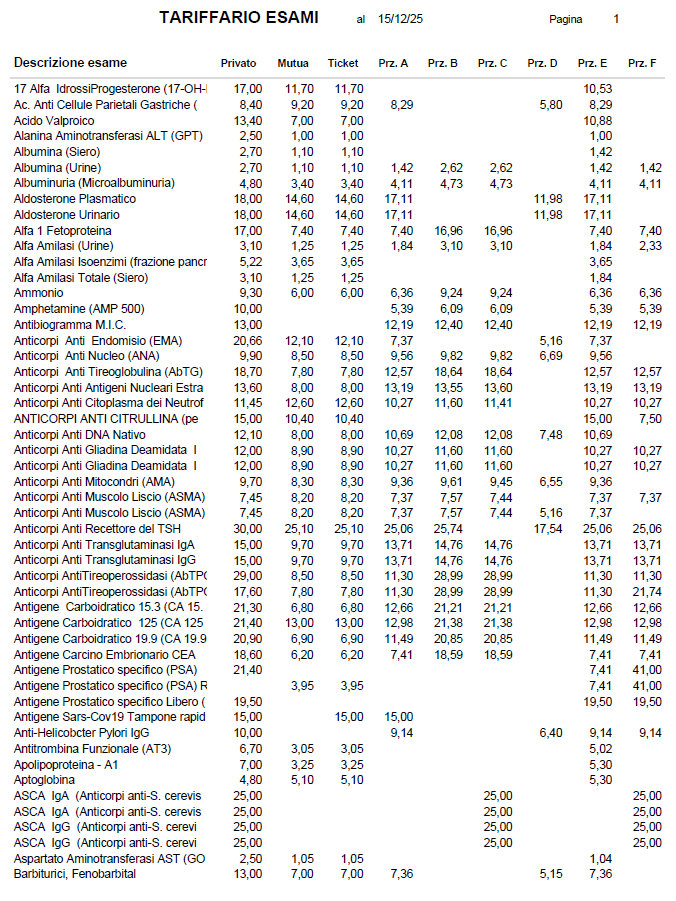 TARIFFARIO ESAMI al 15/12/25 Pagina 1
Descrizione esame Privato Mutua Ticket Prz. A Prz. B Prz. C Prz. D Prz. E Prz. F
17 Alfa IdrossiProgesterone (17-OH- 17,00 11,70 11,70 10,53
Ac. Anti Cellule Parietali Gastriche ( 8,40 9,20 9,20 8,29 5,80 8,29
Acido Valproico 13,40 7,00 7,00 10,88
Alanina Aminotransferasi ALT (GPT) 2,50 1,00 1,00 1,00
Albumina (Siero) 2,70 1,10 1,10 1,42
Albumina (Urine) 2,70 1,10 1,10 1,42 2,62 2,62 1,42 1,42
Albuminuria (Microalbuminuria) 4,80 3,40 3,40 4,11 4,73 4,73 4,11 4,11
Aldosterone Plasmatico 18,00 14,60 14,60 17,11 11,98 17,11
Aldosterone Urinario 18,00 14,60 14,60 17,11 11,98 17,11
Alfa 1 Fetoproteina 17,00 7,40 7,40 7,40 16,96 16,96 7,40 7,40
Alfa Amilasi (Urine) 3,10 1,25 1,25 1,84 3,10 3,10 1,84 2,33
Alfa Amilasi Isoenzimi (frazione pancr 5,22 3,65 3,65 3,65
Alfa Amilasi Totale (Siero) 3,10 1,25 1,25 1,84
Ammonio 9,30 6,00 6,00 6,36 9,24 9,24 6,36 6,36
Amphetamine (AMP 500) 10,00 5,39 6,09 6,09 5,39 5,39
Antibiogramma M.I.C. 13,00 12,19 12,40 12,40 12,19 12,19
Anticorpi Anti Endomisio (EMA) 20,66 12,10 12,10 7,37 5,16 7,37
Anticorpi Anti Nucleo (ANA) 9,90 8,50 8,50 9,56 9,82 9,82 6,69 9,56
Anticorpi Anti Tireoglobulina (AbTG) 18,70 7,80 7,80 12,57 18,64 18,64 12,57 12,57
Anticorpi Anti Antigeni Nucleari Estra 13,60 8,00 8,00 13,19 13,55 13,60 13,19 13,19
Anticorpi Anti Citoplasma dei Neutrof 11,45 12,60 12,60 10,27 11,60 11,41 10,27 10,27
ANTICORPI ANTI CITRULLINA (pe 15,00 10,40 10,40 15,00 7,50
Anticorpi Anti DNA Nativo 12,10 8,00 8,00 10,69 12,08 12,08 7,48 10,69
Anticorpi Anti Gliadina Deamidata I 12,00 8,90 8,90 10,27 11,60 11,60 10,27 10,27
Anticorpi Anti Gliadina Deamidata I 12,00 8,90 8,90 10,27 11,60 11,60 10,27 10,27
Anticorpi Anti Mitocondri (AMA) 9,70 8,30 8,30 9,36 9,61 9,45 6,55 9,36
Anticorpi Anti Muscolo Liscio (ASMA) 7,45 8,20 8,20 7,37 7,57 7,44 7,37 7,37
Anticorpi Anti Muscolo Liscio (ASMA) 7,45 8,20 8,20 7,37 7,57 7,44 5,16 7,37
Anticorpi Anti Recettore del TSH 30,00 25,10 25,10 25,06 25,74 17,54 25,06 25,06
Anticorpi Anti Transglutaminasi IgA 15,00 9,70 9,70 13,71 14,76 14,76 13,71 13,71
Anticorpi Anti Transglutaminasi IgG 15,00 9,70 9,70 13,71 14,76 14,76 13,71 13,71
Anticorpi AntiTireoperossidasi (AbTPO 29,00 8,50 8,50 11,30 28,99 28,99 11,30 11,30
Anticorpi AntiTireoperossidasi (AbTPO 17,60 7,80 7,80 11,30 28,99 28,99 11,30 21,74
Antigene Carboidratico 15.3 (CA 15. 21,30 6,80 6,80 12,66 21,21 21,21 12,66 12,66
Antigene Carboidratico 125 (CA 125 21,40 13,00 13,00 12,98 21,38 21,38 12,98 12,98
Antigene Carboidratico 19.9 (CA 19.9 20,90 6,90 6,90 11,49 20,85 20,85 11,49 11,49
Antigene Carcino Embrionario CEA 18,60 6,20 6,20 7,41 18,59 18,59 7,41 7,41
Antigene Prostatico specifico (PSA) 21,40 7,41 41,00
Antigene Prostatico specifico (PSA) R 3,95 3,95 7,41 41,00
Antigene Prostatico specifico Libero ( 19,50 19,50 19,50
Antigene Sars-Cov19 Tampone rapid 15,00 15,00 15,00
Anti-Helicobcter Pylori IgG 10,00 9,14 6,40 9,14 9,14
Antitrombina Funzionale (AT3) 6,70 3,05 3,05 5,02
Apolipoproteina - A1 7,00 3,25 3,25 5,30
Aptoglobina 4,80 5,10 5,10 5,30
ASCA IgA (Anticorpi anti-S. cerevis 25,00 25,00 25,00
ASCA IgA (Anticorpi anti-S. cerevis 25,00 25,00 25,00
ASCA IgG (Anticorpi anti-S. cerevi 25,00 25,00 25,00
ASCA IgG (Anticorpi anti-S. cerevi 25,00 25,00 25,00
Aspartato Aminotransferasi AST (GO 2,50 1,05 1,05 1,04
Barbiturici, Fenobarbital 13,00 7,00 7,00 7,36 5,15 7,36